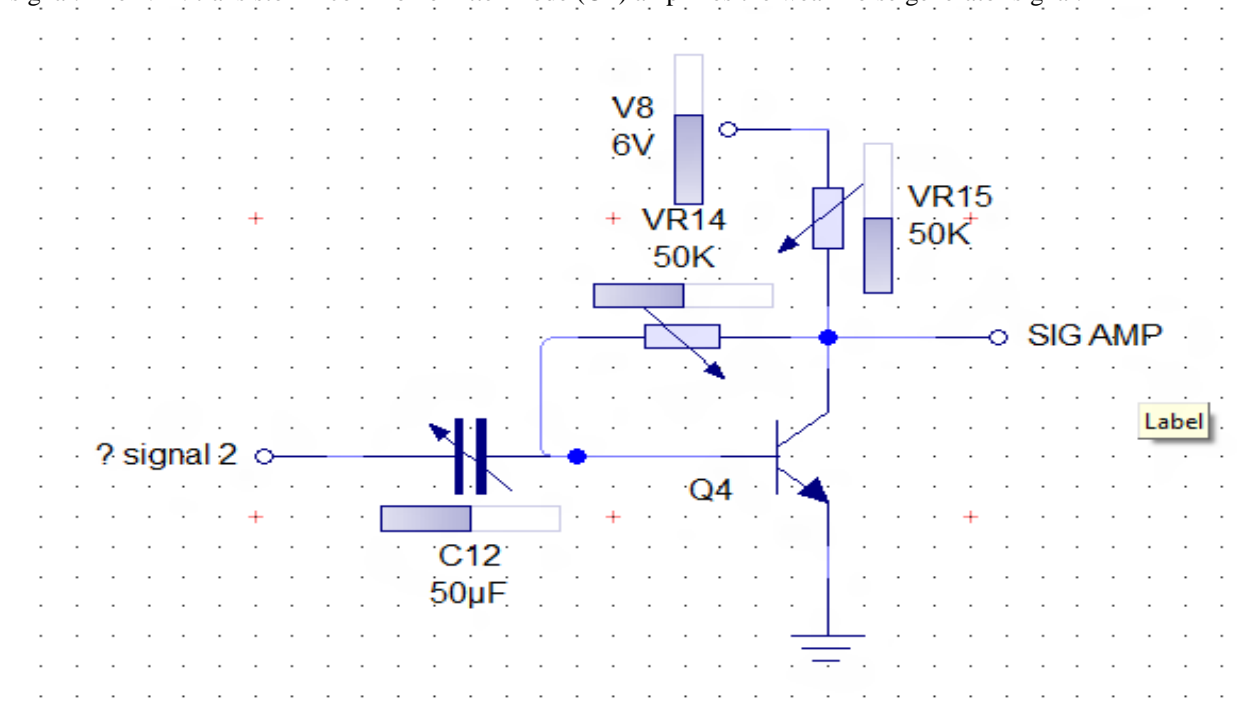 V8
6V
VR14
50K
VR15
50K
SIG AMP
Label
? signal 2
Q4
C12
50µF